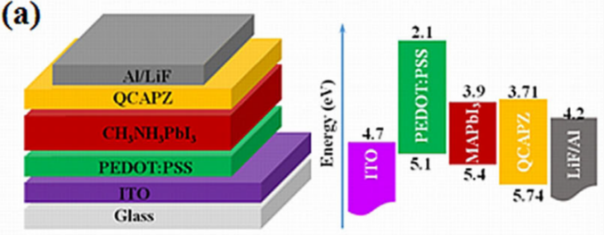 (a)
Al/LiF
QCAPZ
CH₃NH₃PbI₃
PEDOT:PSS
ITO
Glass
Energy (eV)
4.7
ITO
2.1
PEDOT:PSS
5.1
3.9
MAPbI₃
5.4
3.71
QCAPZ
5.74
4.2
LiF/Al